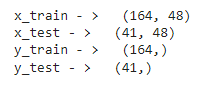 x_train - >   (164, 48)
x_test - >   (41, 48)
y_train - >   (164,)
y_test - >   (41,)